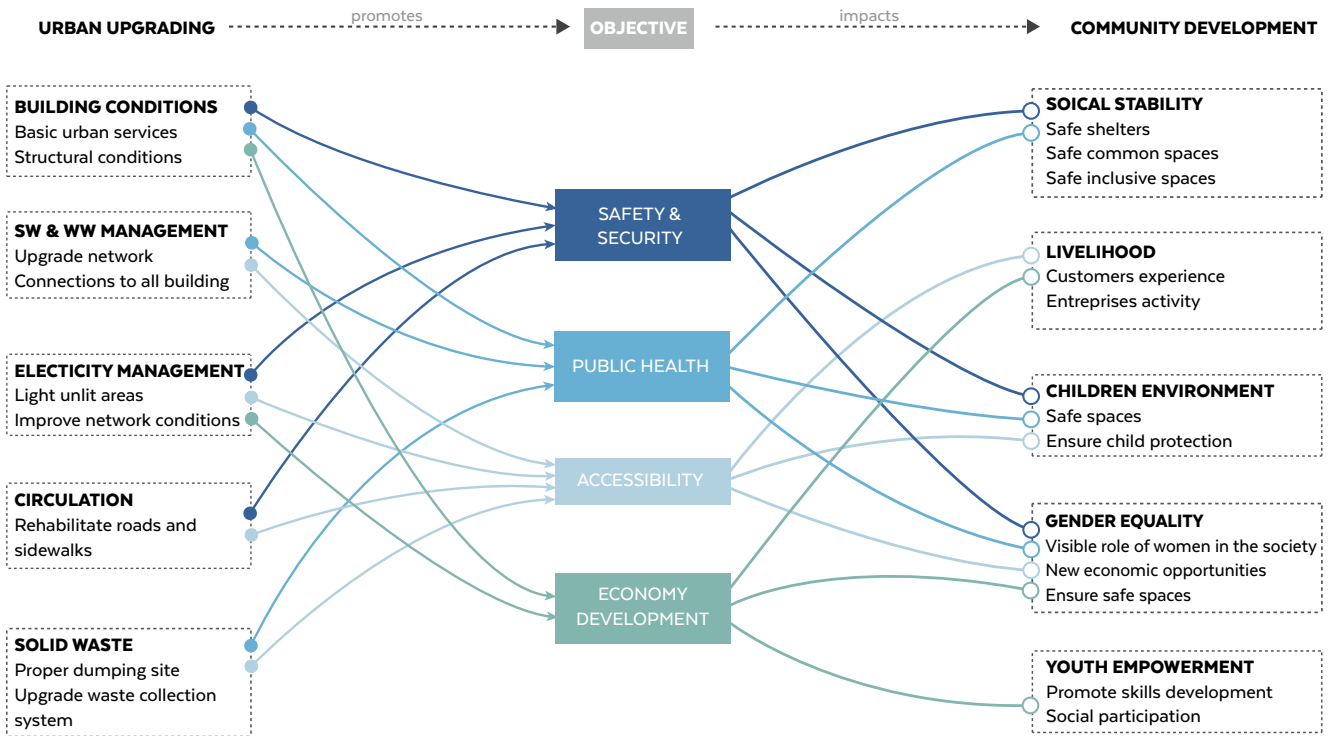 URBAN UPGRADING
promotes
OBJECTIVE
impacts
COMMUNITY DEVELOPMENT
BUILDING CONDITIONS
Basic urban services
Structural conditions
SW & WW MANAGEMENT
Upgrade network
Connections to all building
ELECTICITY MANAGEMENT
Light unlit areas
Improve network conditions
CIRCULATION
Rehabilitate roads and
sidewalks
SOLID WASTE
Proper dumping site
Upgrade waste collection
system
SAFETY &
SECURITY
PUBLIC HEALTH
ACCESSIBILITY
ECONOMY
DEVELOPMENT
SOICAL STABILITY
Safe shelters
Safe common spaces
Safe inclusive spaces
LIVELIHOOD
Customers experience
Entreprises activity
CHILDREN ENVIRONMENT
Safe spaces
Ensure child protection
GENDER EQUALITY
Visible role of women in the society
New economic opportunities
Ensure safe spaces
YOUTH EMPOWERMENT
Promote skills development
Social participation